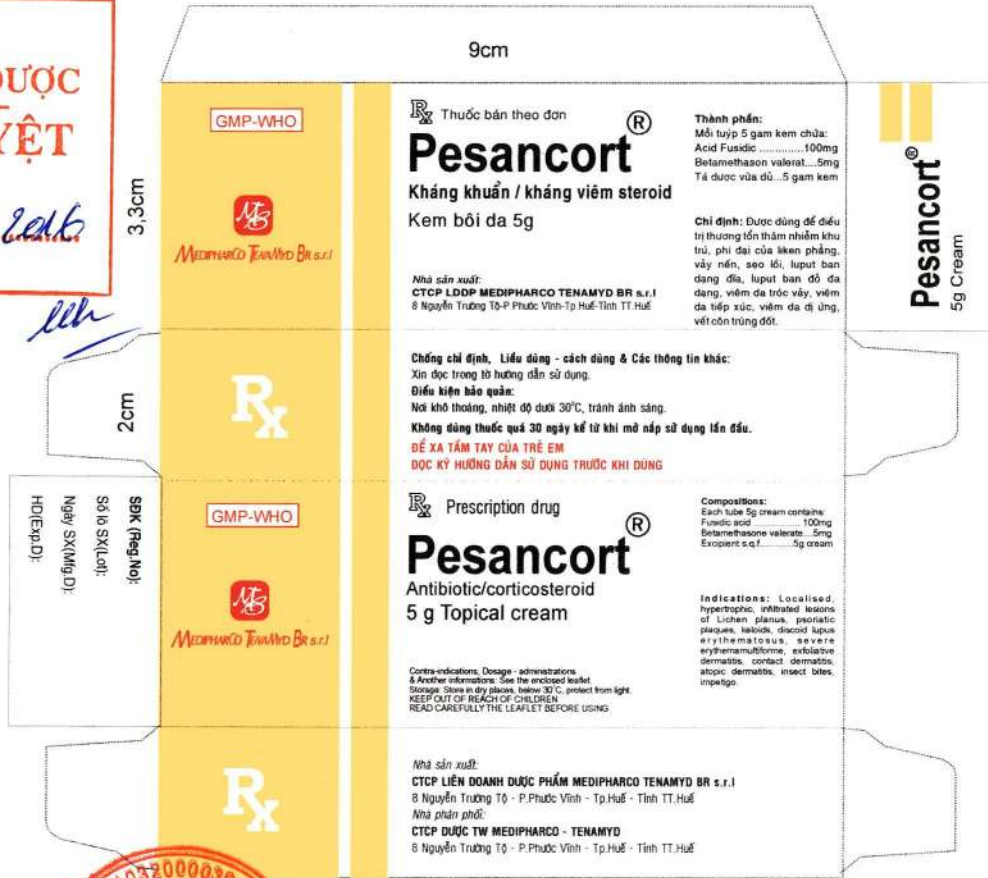 9cm
ƯỢC
YỆT
2016
3,3cm
2cm
GMP-WHO
MEDIPHARCO TENAMYD BR s.r.l
Rx Thuốc bán theo đơn
Pesancort®
Kháng khuẩn / kháng viêm steroid
Kem bôi da 5g
Nhà sản xuất:
CTCP LDDP MEDIPHARCO TENAMYD BR s.r.l
8 Nguyễn Trường Tộ-P Phước Vĩnh-Tp Huế-Tỉnh TT.Huế
Thành phần:
Mỗi tuýp 5 gam kem chứa:
Acid Fusidic ..............100mg
Betamethason valerat....5mg
Tá dược vừa đủ...5 gam kem
Chỉ định: Được dùng để điều
trị thương tổn thâm nhiễm khu
trú, phì đại của liken phẳng,
vảy nến, sẹo lồi, luput ban
dạng đĩa, luput ban đỏ đa
dạng, viêm da tróc vảy, viêm
da tiếp xúc, viêm da dị ứng,
vết côn trùng đốt.
Pesancort®
5g Cream
Rx
Chống chỉ định, Liều dùng - cách dùng & Các thông tin khác:
Xin đọc trong tờ hướng dẫn sử dụng.
Điều kiện bảo quản:
Nơi khô thoáng, nhiệt độ dưới 30°C, tránh ánh sáng.
Không dùng thuốc quá 30 ngày kể từ khi mở nắp sử dụng lần đầu.
ĐỂ XA TẦM TAY CỦA TRẺ EM
ĐỌC KỸ HƯỚNG DẪN SỬ DỤNG TRƯỚC KHI DÙNG
SĐK (Reg.No):
Số lô SX(Lot):
Ngày SX(Mfg.D):
HD(Exp.D):
GMP-WHO
MEDIPHARCO TENAMYD BR s.r.l
Rx Prescription drug
Pesancort®
Antibiotic/corticosteroid
5 g Topical cream
Contra-indications, Dosage - administrations
& Another informations: See the enclosed leaflet.
Storage: Store in dry places, below 30°C, protect from light.
KEEP OUT OF REACH OF CHILDREN
READ CAREFULLY THE LEAFLET BEFORE USING
Compositions:
Each tube 5g cream contains:
Fusidic acid .............. 100mg
Betamethasone valerate...5mg
Excipient s.q.f...........5g cream
Indications: Localised,
hypertrophic, infiltrated lesions
of Lichen planus, psoriatic
plaques, keloids, discoid lupus
erythematosus, severe
erythemamultiforme, exfoliative
dermatitis, contact dermatitis,
atopic dermatitis, insect bites,
impetigo.
Rx
Nhà sản xuất:
CTCP LIÊN DOANH DƯỢC PHẨM MEDIPHARCO TENAMYD BR s.r.l
8 Nguyễn Trường Tộ - P.Phước Vĩnh - Tp.Huế - Tỉnh TT.Huế
Nhà phân phối:
CTCP DƯỢC TW MEDIPHARCO - TENAMYD
8 Nguyễn Trường Tộ - P.Phước Vĩnh - Tp.Huế - Tỉnh TT.Huế